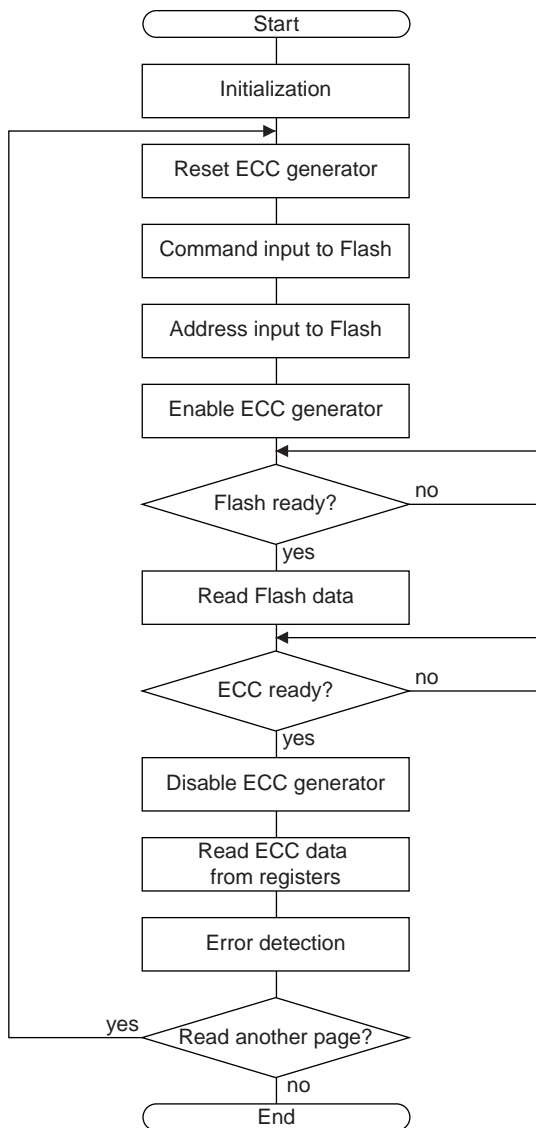 Start
Initialization
Reset ECC generator
Command input to Flash
Address input to Flash
Enable ECC generator
Flash ready?
no
yes
Read Flash data
ECC ready?
no
yes
Disable ECC generator
Read ECC data
from registers
Error detection
yes
Read another page?
no
End